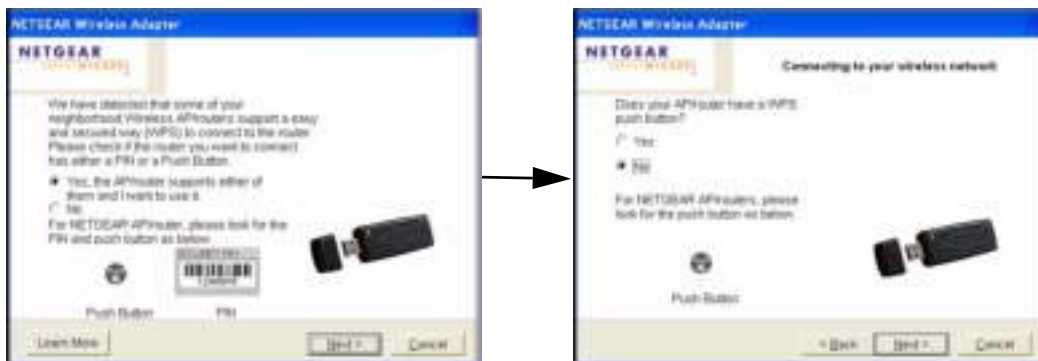 NETGEAR Wireless Adapter
NETGEAR
We have detected that some of your
neighborhood Wireless AP/routers support a easy
and secured way (WPS) to connect to the router.
Please check if the router you want to connect
has either a PIN or a Push Button.
Yes, the AP/router supports either of
them and I want to use it.
No
For NETGEAR AP/router, please look for the
PIN and push button as below.
Push Button
PIN
Learn More
Next >
Cancel
NETGEAR Wireless Adapter
NETGEAR
Connecting to your wireless network
Does your AP/router have a WPS
push button?
Yes
No
For NETGEAR AP/routers, please
look for the push button as below.
Push Button
< Back
Next >
Cancel